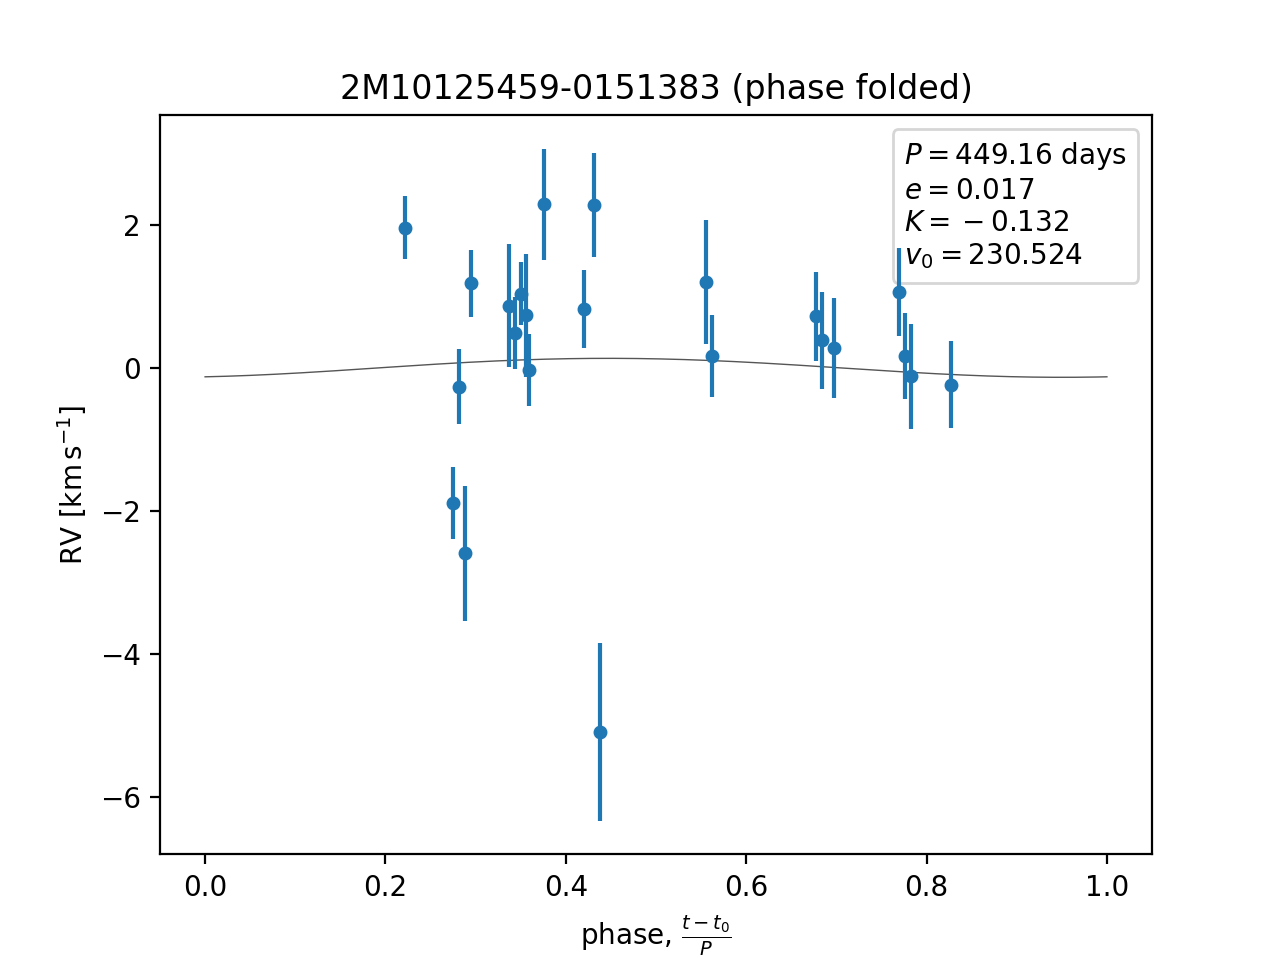 2M10125459-0151383 (phase folded)
P = 449.16 days
e = 0.017
K = −0.132
v₀ = 230.524
RV [km s⁻¹]
2
0
−2
−4
−6
0.0 0.2 0.4 0.6 0.8 1.0
phase, (t − t₀)/P